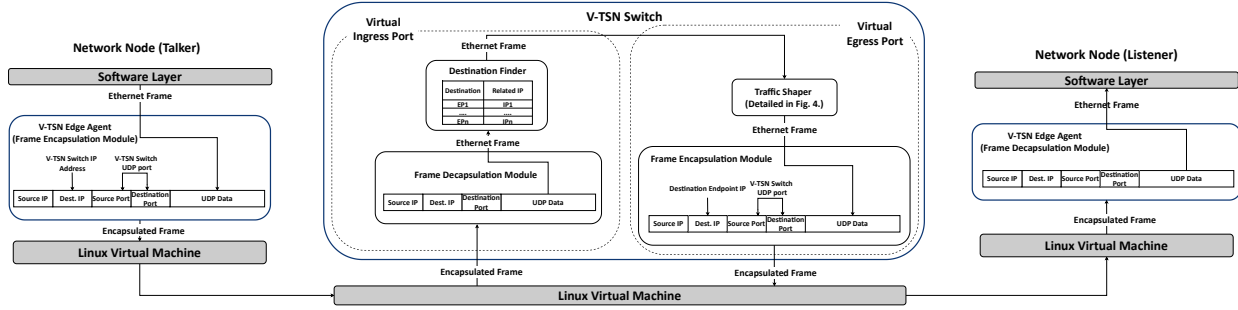 Network Node (Talker)
Software Layer
Ethernet Frame
V-TSN Edge Agent
(Frame Encapsulation Module)
V-TSN Switch IP
Address
V-TSN Switch
UDP port
Source IP
Dest. IP
Source Port
Destination
Port
UDP Data
Encapsulated Frame
Linux Virtual Machine
V-TSN Switch
Virtual
Ingress Port
Ethernet Frame
Destination Finder
Destination
Related IP
EP1
IP1
....
....
EPn
IPn
Ethernet Frame
Frame Decapsulation Module
Source IP
Dest. IP
Destination
Port
UDP Data
Encapsulated Frame
Virtual
Egress Port
Traffic Shaper
(Detailed in Fig. 4.)
Ethernet Frame
Frame Encapsulation Module
Destination Endpoint IP
V-TSN Switch
UDP port
Source IP
Dest. IP
Source Port
Destination
Port
UDP Data
Encapsulated Frame
Linux Virtual Machine
Network Node (Listener)
Software Layer
Ethernet Frame
V-TSN Edge Agent
(Frame Decapsulation Module)
Source IP
Dest. IP
Source Port
Destination
Port
UDP Data
Encapsulated Frame
Linux Virtual Machine